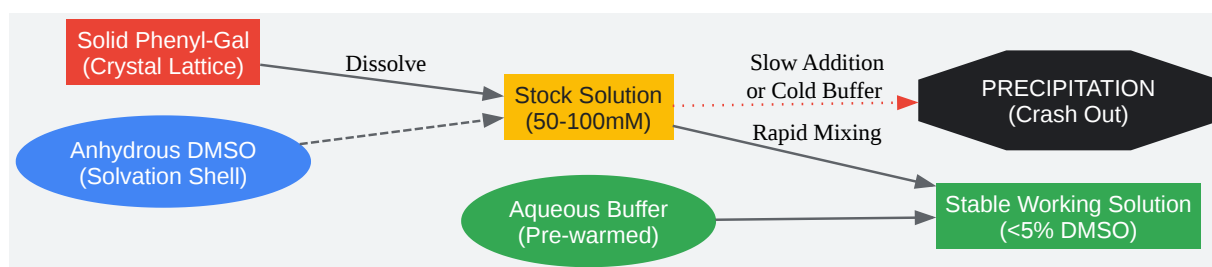 Solid Phenyl-Gal
(Crystal Lattice)
Dissolve
Anhydrous DMSO
(Solvation Shell)
Stock Solution
(50-100mM)
Slow Addition
or Cold Buffer
Rapid Mixing
PRECIPITATION
(Crash Out)
Aqueous Buffer
(Pre-warmed)
Stable Working Solution
(<5% DMSO)